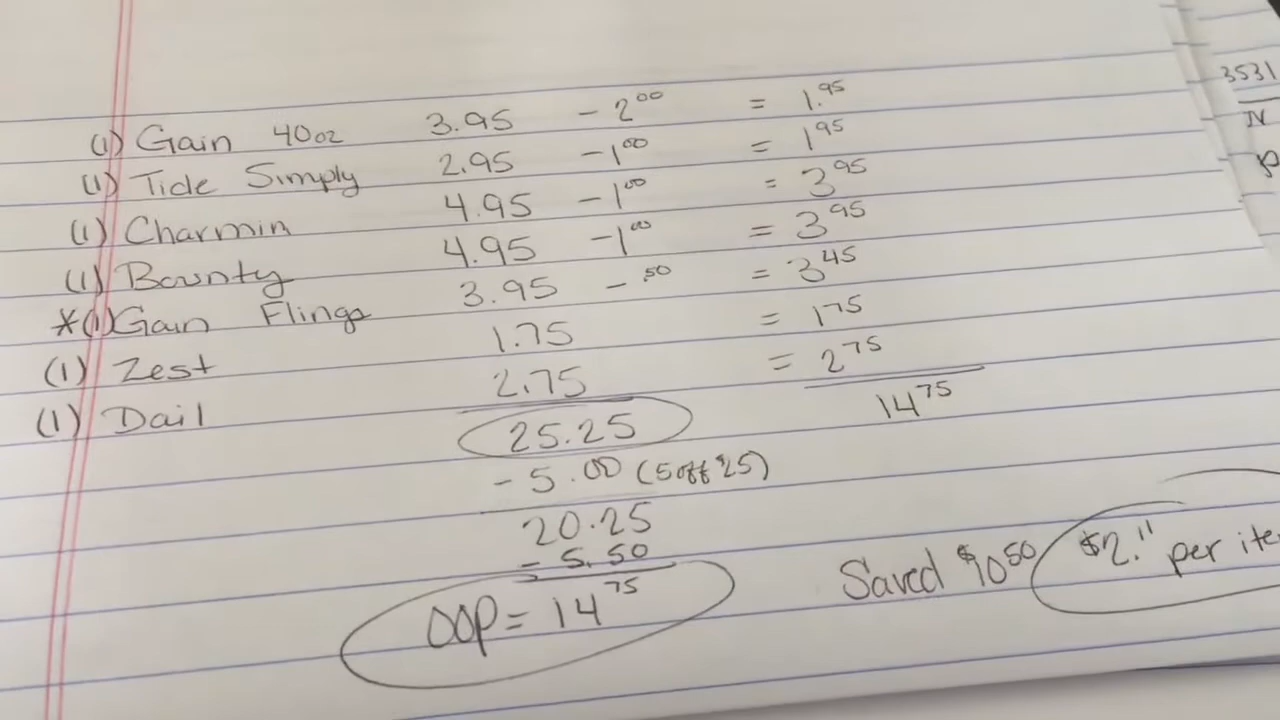 (1) Gain 40oz 3.95 - 2.00 = 1.95
(1) Tide Simply 2.95 - 1.00 = 1.95
(1) Charmin 4.95 - 1.00 = 3.95
(1) Bounty 4.95 - 1.00 = 3.95
*(1) Gain Flings 3.95 - .50 = 3.45
(1) Zest 1.75 = 1.75
(1) Dail 2.75 = 2.75
25.25 14.75
- 5.00 (5off 25)
20.25
- 5.50
OOP = 14.75
Saved $10.50 $2.11 per
3531